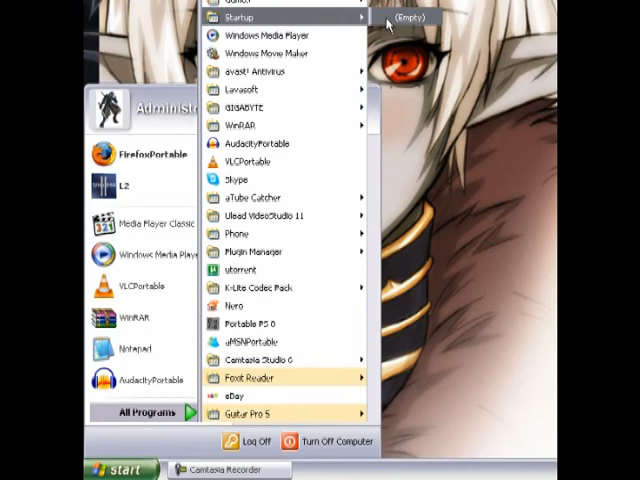 Startup
(Empty)
Windows Media Player
Windows Movie Maker
avast! Antivirus
Lavasoft
GIGABYTE
WinRAR
AudacityPortable
VLCPortable
Skype
aTube Catcher
Ulead VideoStudio 11
Phone
Plugin Manager
utorrent
K-Lite Codec Pack
Nero
Portable PS 8
aMSNPortable
Camtasia Studio 6
Foxit Reader
eBay
Guitar Pro 5
Administr
FirefoxPortable
L2
Media Player Classic
Windows Media Playe
VLCPortable
WinRAR
Notepad
AudacityPortable
All Programs
Log Off
Turn Off Computer
start
Camtasia Recorder